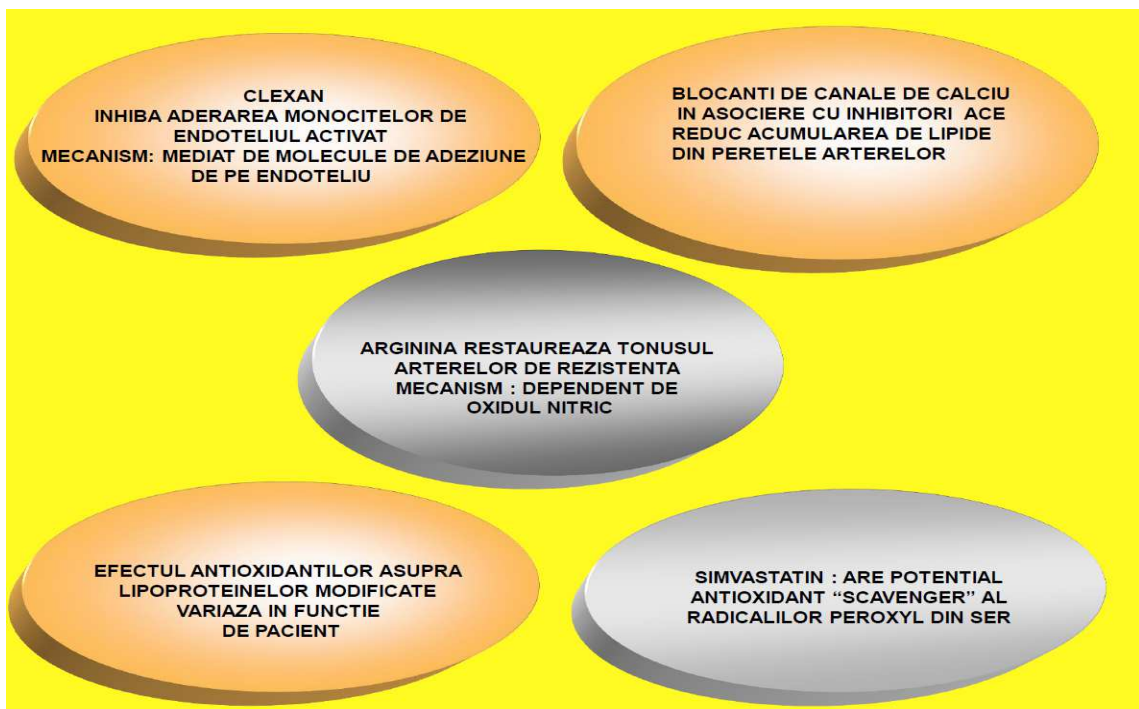 CLEXAN
INHIBA ADERAREA MONOCITELOR DE
ENDOTELIUL ACTIVAT
MECANISM: MEDIAT DE MOLECULE DE ADEZIUNE
DE PE ENDOTELIU
BLOCANTI DE CANALE DE CALCIU
IN ASOCIERE CU INHIBITORI ACE
REDUC ACUMULAREA DE LIPIDE
DIN PERETELE ARTERELOR
ARGININA RESTAUREAZA TONUSUL
ARTERELOR DE REZISTENTA
MECANISM : DEPENDENT DE
OXIDUL NITRIC
EFECTUL ANTIOXIDANTILOR ASUPRA
LIPOPROTEINELOR MODIFICATE
VARIAZA IN FUNCTIE
DE PACIENT
SIMVASTATIN : ARE POTENTIAL
ANTIOXIDANT “SCAVENGER” AL
RADICALILOR PEROXYL DIN SER